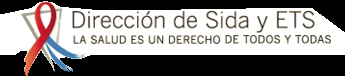 Dirección de Sida y ETS
LA SALUD ES UN DERECHO DE TODOS Y TODAS